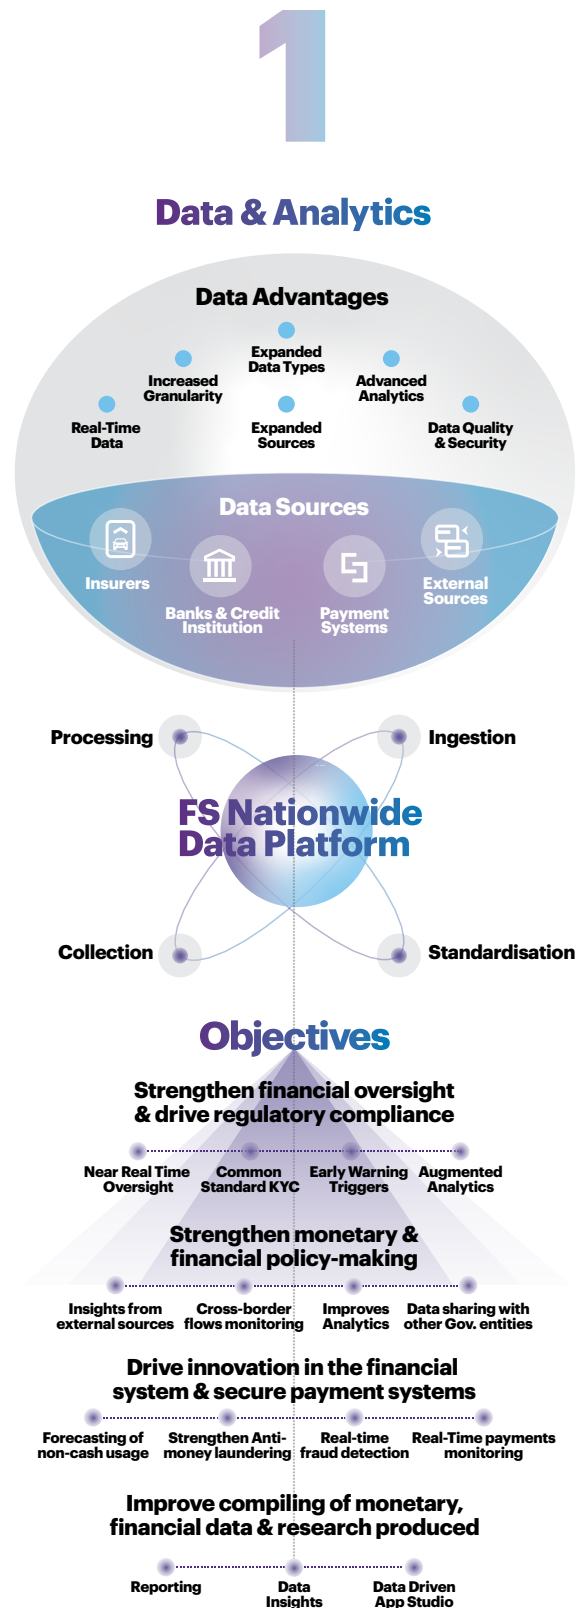 1
Data & Analytics
Data Advantages
Expanded
Data Types
Increased
Granularity
Advanced
Analytics
Real-Time
Data
Expanded
Sources
Data Quality
& Security
Data Sources
Insurers
Banks & Credit
Institution
Payment
Systems
External
Sources
Processing
Ingestion
FS Nationwide
Data Platform
Collection
Standardisation
Objectives
Strengthen financial oversight
& drive regulatory compliance
Near Real Time
Oversight
Common
Standard KYC
Early Warning
Triggers
Augmented
Analytics
Strengthen monetary &
financial policy-making
Insights from
external sources
Cross-border
flows monitoring
Improves
Analytics
Data sharing with
other Gov. entities
Drive innovation in the financial
system & secure payment systems
Forecasting of
non-cash usage
Strengthen Anti-
money laundering
Real-time
fraud detection
Real-Time payments
monitoring
Improve compiling of monetary,
financial data & research produced
Reporting
Data
Insights
Data Driven
App Studio